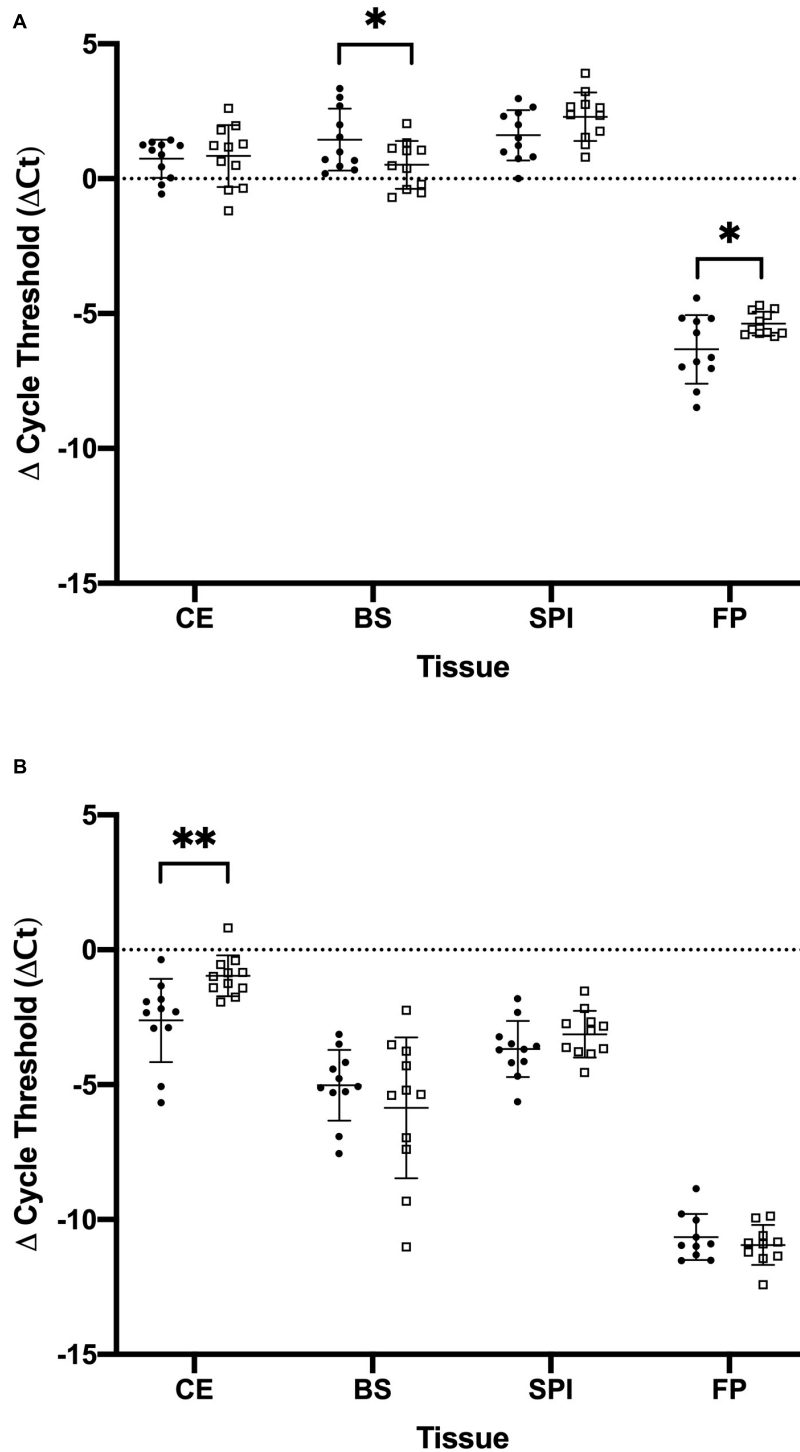 A
*
5
0
-5
-10
-15
Δ Cycle Threshold (ΔCt)
*
CE BS SPI FP
Tissue
B
5
**
0
-5
-10
-15
Δ Cycle Threshold (ΔCt)
CE BS SPI FP
Tissue